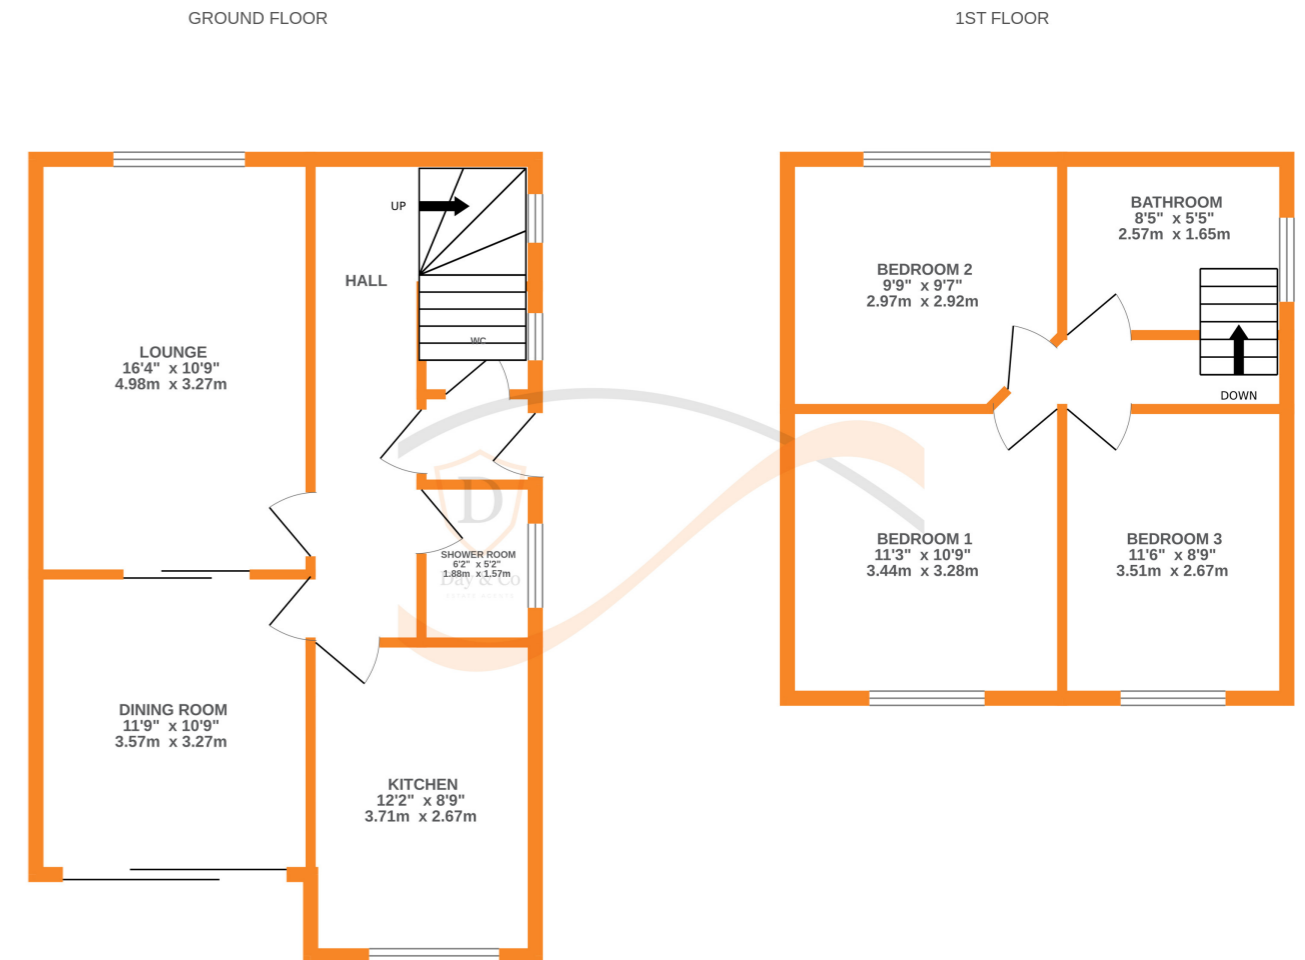 GROUND FLOOR
1ST FLOOR
UP
HALL
WC
LOUNGE
16'4" x 10'9"
4.98m x 3.27m
D
SHOWER ROOM
6'2" x 5'2"
1.88m x 1.57m
Day & Co
ESTATE AGENTS
DINING ROOM
11'9" x 10'9"
3.57m x 3.27m
KITCHEN
12'2" x 8'9"
3.71m x 2.67m
BATHROOM
8'5" x 5'5"
2.57m x 1.65m
BEDROOM 2
9'9" x 9'7"
2.97m x 2.92m
DOWN
BEDROOM 1
11'3" x 10'9"
3.44m x 3.28m
BEDROOM 3
11'6" x 8'9"
3.51m x 2.67m